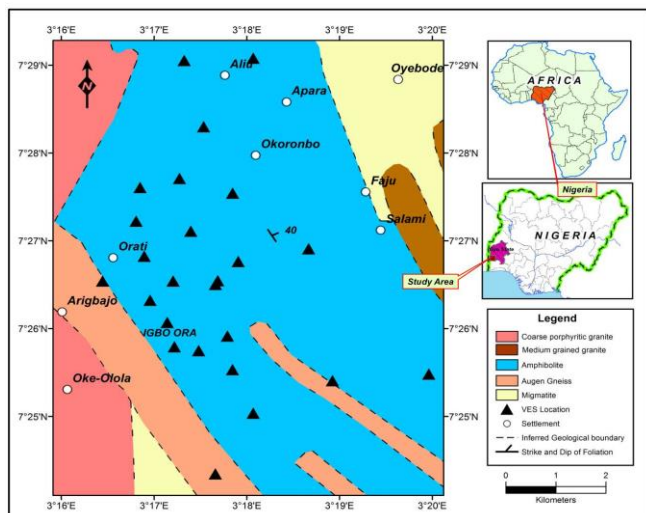 3°16'E 3°17'E 3°18'E 3°19'E 3°20'E
7°29'N
7°28'N
7°27'N
7°26'N
7°25'N
N
Aliu
Oyebode
Apara
Okoronbo
Faju
Salami
40
Orati
Arigbajo
IGBO ORA
Oke-Olola
7°29'N
7°28'N
7°27'N
7°26'N
7°25'N
3°16'E 3°17'E 3°18'E 3°19'E 3°20'E
AFRICA
Nigeria
NIGERIA
Study Area
Legend
Coarse porphyritic granite
Medium grained granite
Amphibolite
Augen Gneiss
Migmatite
VES Location
Settlement
Inferred Geological boundary
Strike and Dip of Foliation
0 1 2
Kilometers